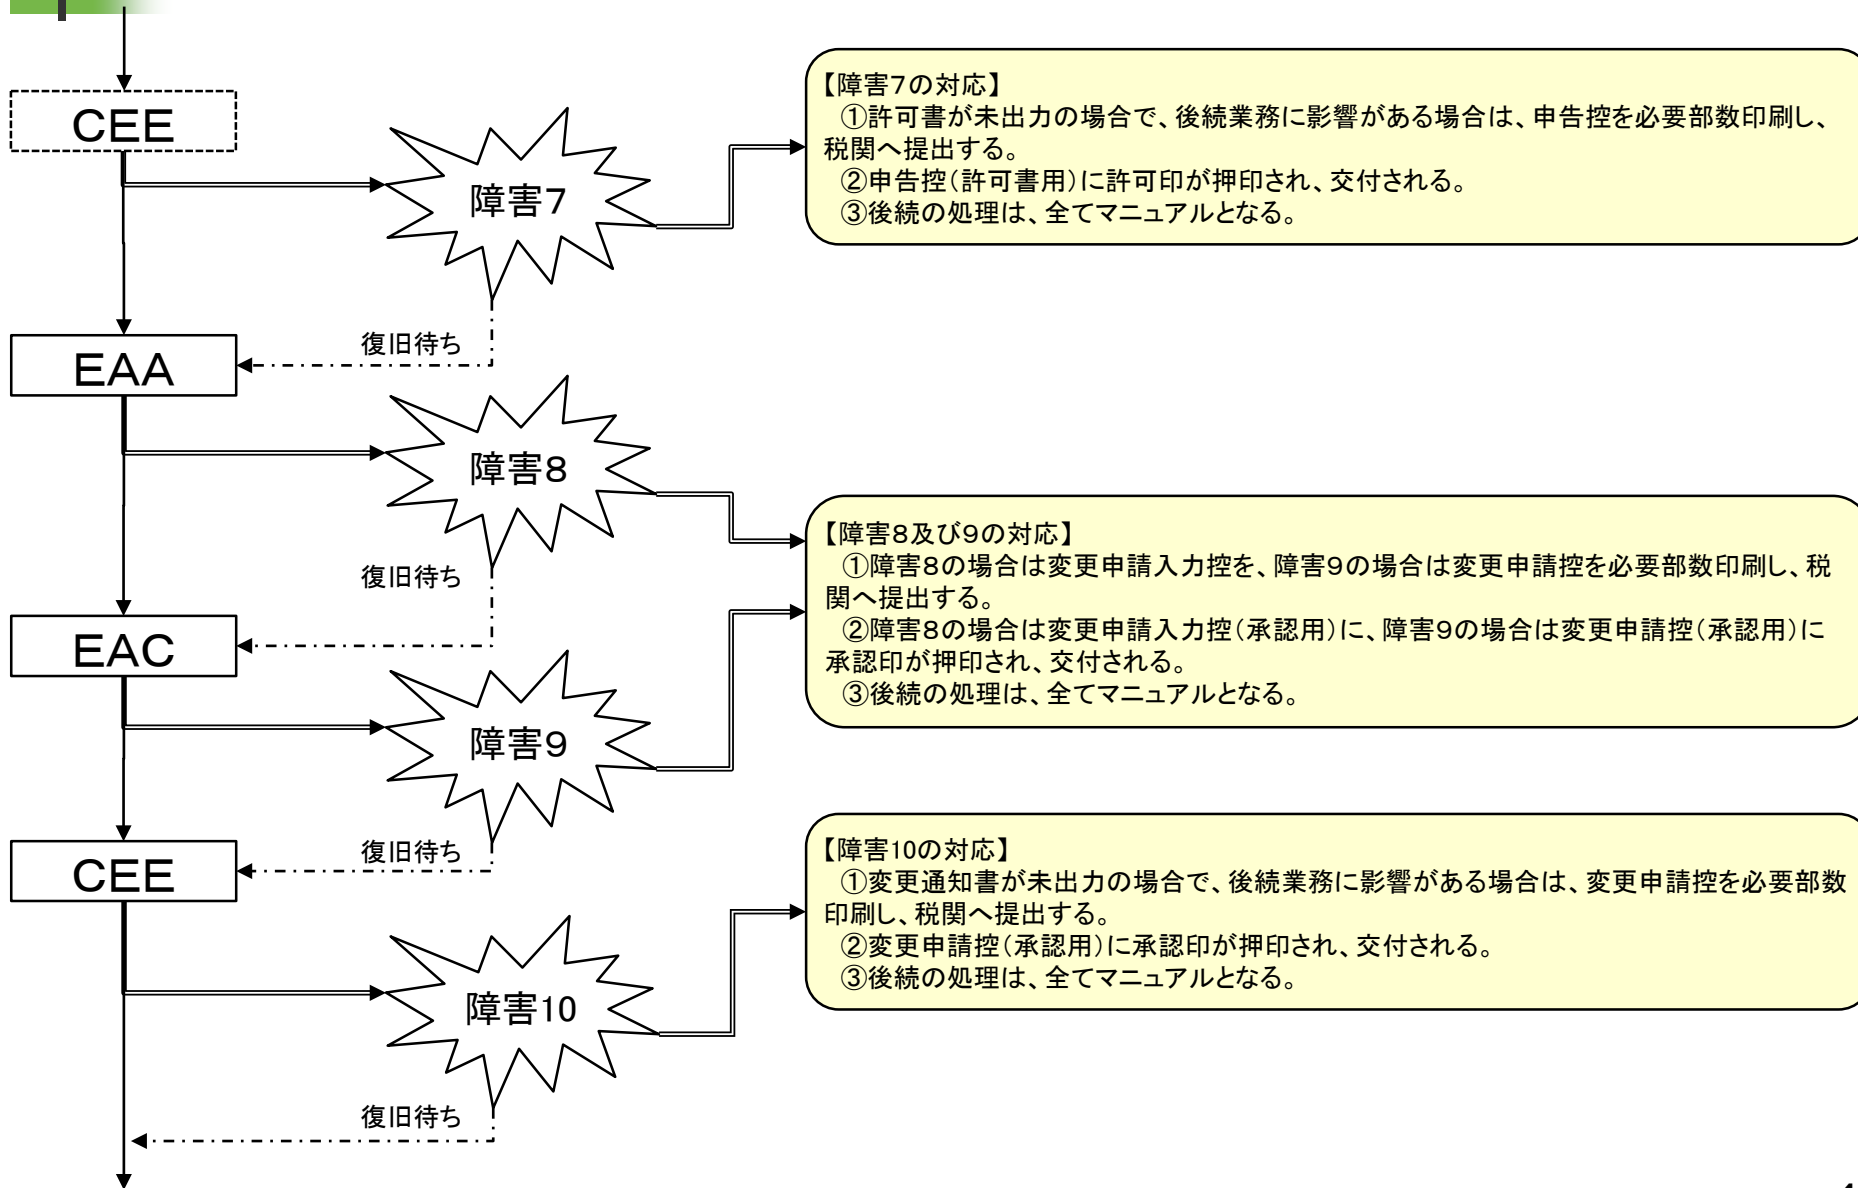 CEE
障害7
【障害7の対応】
①許可書が未出力の場合で、後続業務に影響がある場合は、申告控を必要部数印刷し、
税関へ提出する。
②申告控(許可書用)に許可印が押印され、交付される。
③後続の処理は、全てマニュアルとなる。
復旧待ち
EAA
障害8
【障害8及び9の対応】
①障害8の場合は変更申請入力控を、障害9の場合は変更申請控を必要部数印刷し、税
関へ提出する。
②障害8の場合は変更申請入力控(承認用)に、障害9の場合は変更申請控(承認用)に
承認印が押印され、交付される。
③後続の処理は、全てマニュアルとなる。
復旧待ち
EAC
障害9
復旧待ち
CEE
【障害10の対応】
①変更通知書が未出力の場合で、後続業務に影響がある場合は、変更申請控を必要部数
印刷し、税関へ提出する。
②変更申請控(承認用)に承認印が押印され、交付される。
③後続の処理は、全てマニュアルとなる。
障害10
復旧待ち